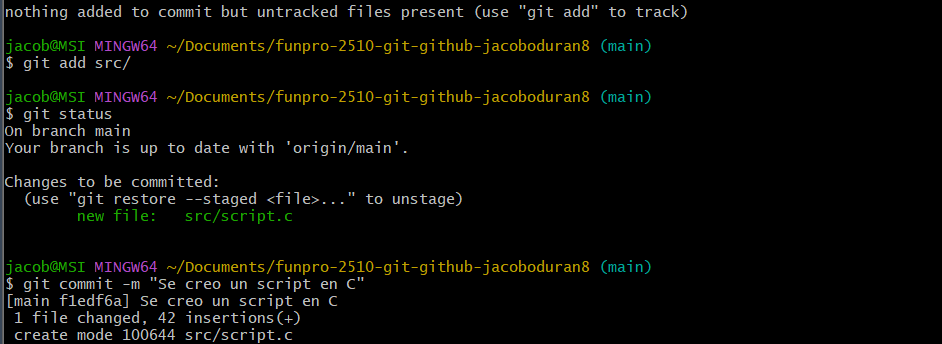 nothing added to commit but untracked files present (use "git add" to track)
jacob@MSI MINGW64 ~/Documents/funpro-2510-git-github-jacoboduran8 (main)
$ git add src/
jacob@MSI MINGW64 ~/Documents/funpro-2510-git-github-jacoboduran8 (main)
$ git status
On branch main
Your branch is up to date with 'origin/main'.
Changes to be committed:
  (use "git restore --staged <file>..." to unstage)
        new file:   src/script.c
jacob@MSI MINGW64 ~/Documents/funpro-2510-git-github-jacoboduran8 (main)
$ git commit -m "Se creo un script en C"
[main f1edf6a] Se creo un script en C
 1 file changed, 42 insertions(+)
 create mode 100644 src/script.c